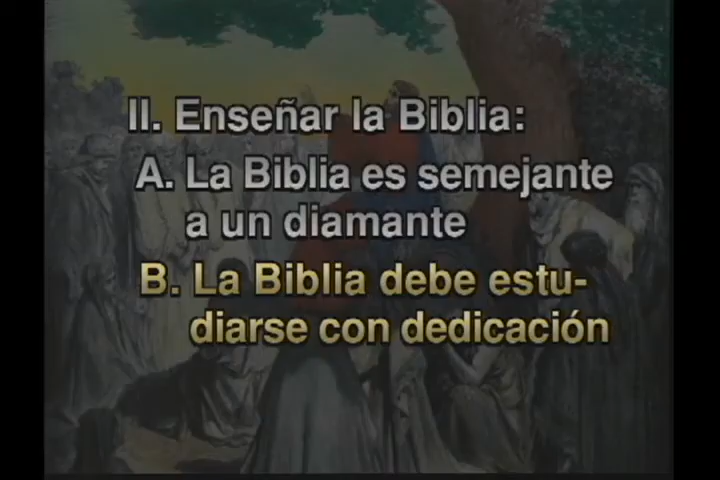 II. Enseñar la Biblia:
A. La Biblia es semejante
a un diamante
B. La Biblia debe estu-
diarse con dedicación